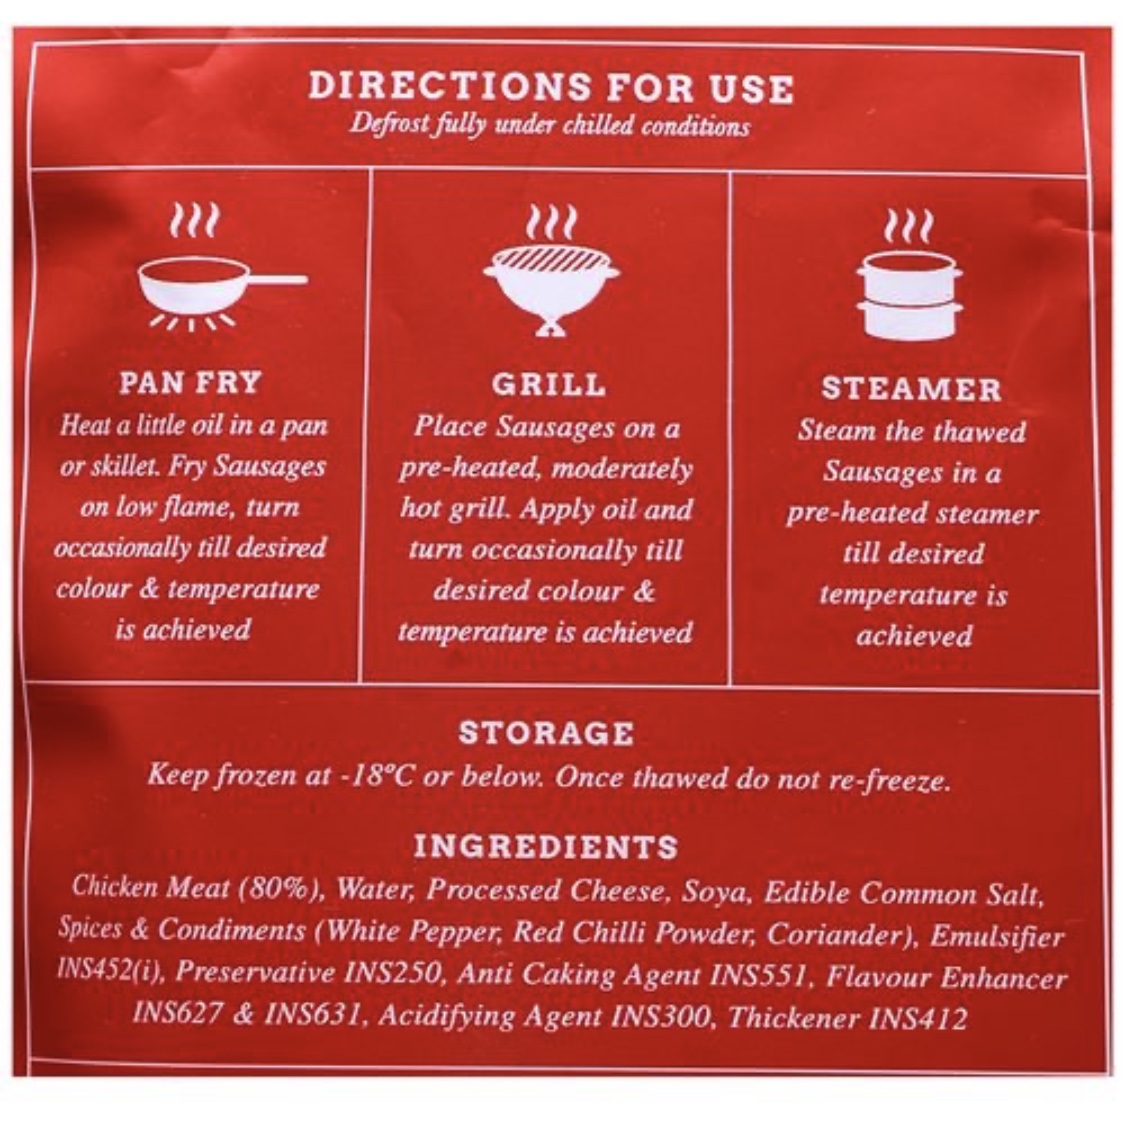 DIRECTIONS FOR USE
Defrost fully under chilled conditions
PAN FRY
Heat a little oil in a pan
or skillet. Fry Sausages
on low flame, turn
occasionally till desired
colour & temperature
is achieved
GRILL
Place Sausages on a
pre-heated, moderately
hot grill. Apply oil and
turn occasionally till
desired colour &
temperature is achieved
STEAMER
Steam the thawed
Sausages in a
pre-heated steamer
till desired
temperature is
achieved
STORAGE
Keep frozen at -18ºC or below. Once thawed do not re-freeze.
INGREDIENTS
Chicken Meat (80%), Water, Processed Cheese, Soya, Edible Common Salt,
Spices & Condiments (White Pepper, Red Chilli Powder, Coriander), Emulsifier
INS452(i), Preservative INS250, Anti Caking Agent INS551, Flavour Enhancer
INS627 & INS631, Acidifying Agent INS300, Thickener INS412